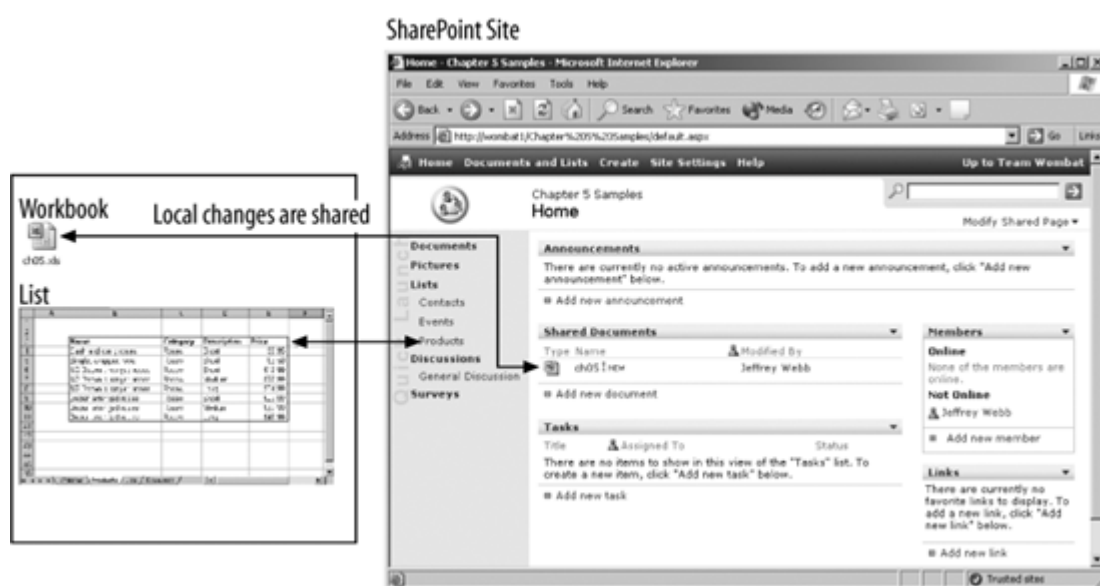 SharePoint Site
Home - Chapter 5 Samples - Microsoft Internet Explorer
File Edit View Favorites Tools Help
Back Search Favorites Media
Address http://wombat1/Chapter%205%20Samples/default.aspx Go Links
Home Documents and Lists Create Site Settings Help Up to Team Wombat
Chapter 5 Samples
Home
Modify Shared Page
Workbook
Local changes are shared
ch05.xls
List
Name Category Description Price
Quick Launch
Documents
Pictures
Lists
Contacts
Events
Products
Discussions
General Discussion
Surveys
Announcements
There are currently no active announcements. To add a new announcement, click "Add new
announcement" below.
Add new announcement
Shared Documents
Type Name Modified By
ch05 ! NEW Jeffrey Webb
Add new document
Tasks
Title Assigned To Status
There are no items to show in this view of the "Tasks" list. To
create a new item, click "Add new task" below.
Add new task
Members
Online
None of the members are
online.
Not Online
Jeffrey Webb
Add new member
Links
There are currently no
favorite links to display. To
add a new link, click "Add
new link" below.
Add new link
Trusted sites